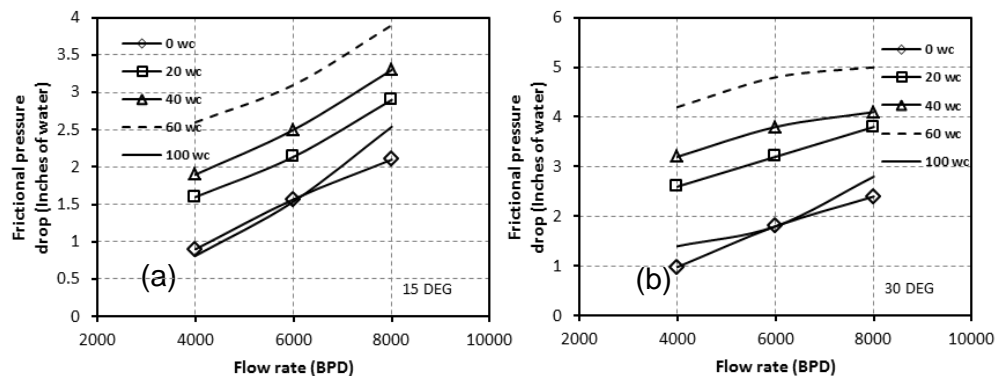 4
3.5
3
2.5
2
1.5
1
0.5
0
Frictional pressure
drop (Inches of water)
0 wc
20 wc
40 wc
60 wc
100 wc
(a)
15 DEG
2000
4000
6000
8000
10000
Flow rate (BPD)
6
5
4
3
2
1
0
Frictional pressure
drop (Inches of water)
0 wc
20 wc
40 wc
60 wc
100 wc
(b)
30 DEG
2000
4000
6000
8000
10000
Flow rate (BPD)